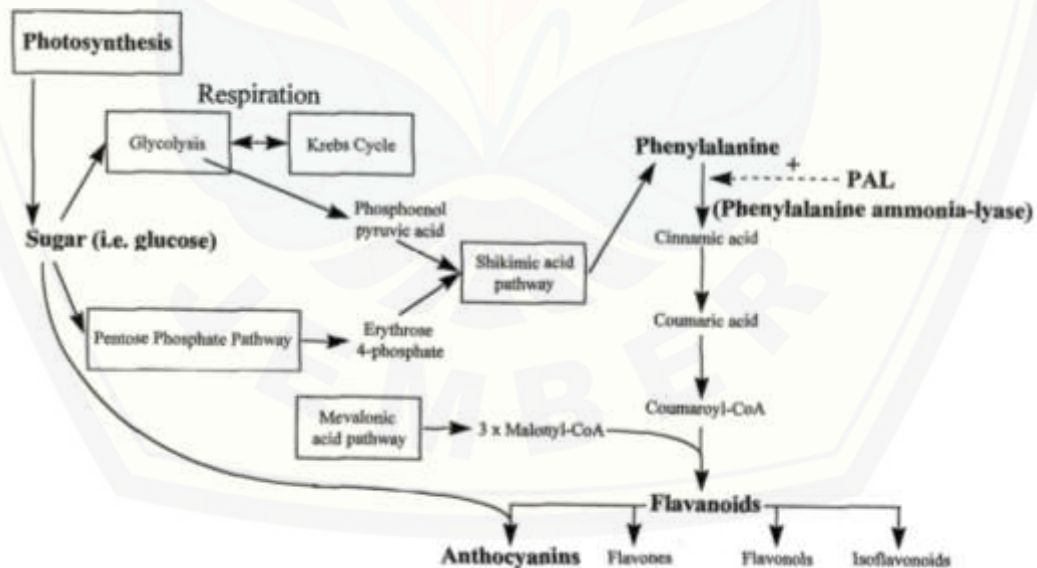 Photosynthesis
Respiration
Glycolysis
Krebs Cycle
Phenylalanine
+
PAL
(Phenylalanine ammonia-lyase)
Phosphoenol
pyruvic acid
Cinnamic acid
Sugar (i.e. glucose)
Shikimic acid
pathway
Coumaric acid
Pentose Phosphate Pathway
Erythrose
4-phosphate
Coumaroyl-CoA
Mevalonic
acid pathway
3 x Malonyl-CoA
Flavanoids
Anthocyanins
Flavones
Flavonols
Isoflavonoids
JEMBER